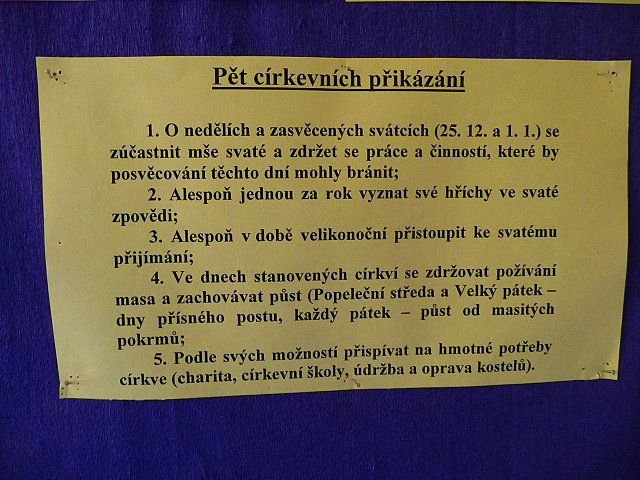 Pět církevních přikázání
1. O nedělích a zasvěcených svátcích (25. 12. a 1. 1.) se
zúčastnit mše svaté a zdržet se práce a činností, které by
posvěcování těchto dní mohly bránit;
2. Alespoň jednou za rok vyznat své hříchy ve svaté
zpovědi;
3. Alespoň v době velikonoční přistoupit ke svatému
přijímání;
4. Ve dnech stanovených církví se zdržovat požívání
masa a zachovávat půst (Popeleční středa a Velký pátek –
dny přísného postu, každý pátek – půst od masitých
pokrmů;
5. Podle svých možností přispívat na hmotné potřeby
církve (charita, církevní školy, údržba a oprava kostelů).